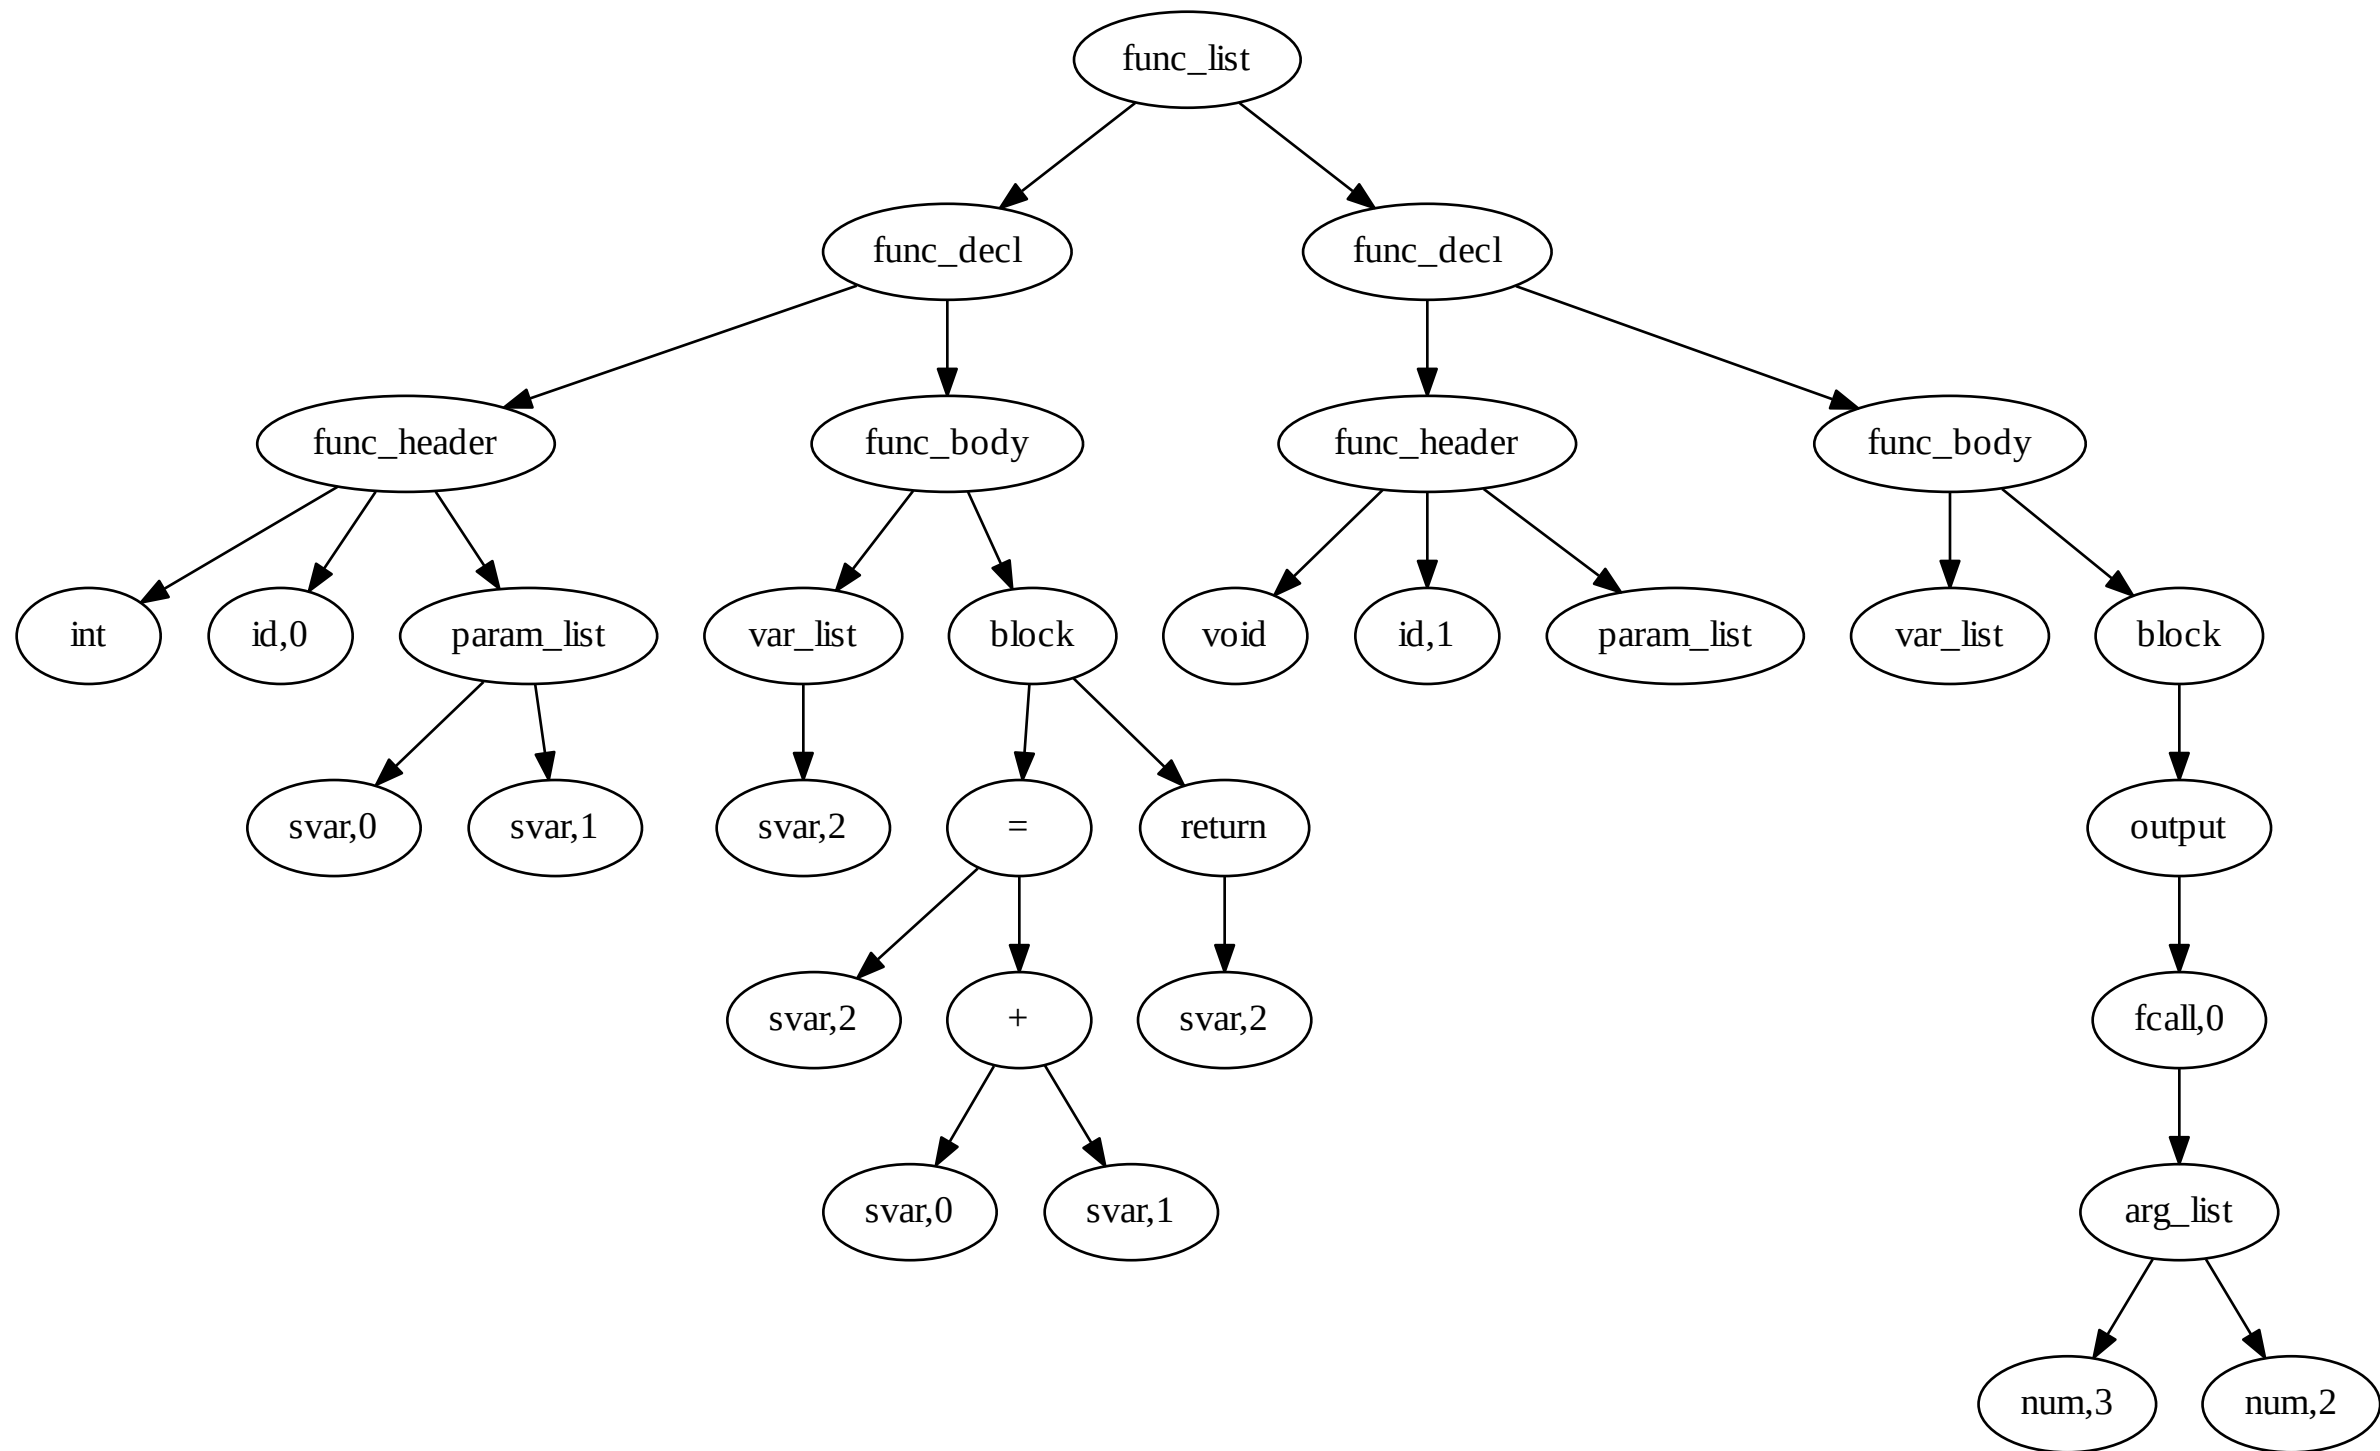 func_list
func_decl
func_decl
func_header
func_body
func_header
func_body
int
id,0
param_list
var_list
block
void
id,1
param_list
var_list
block
svar,0
svar,1
svar,2
=
return
output
svar,2
+
svar,2
fcall,0
svar,0
svar,1
arg_list
num,3
num,2